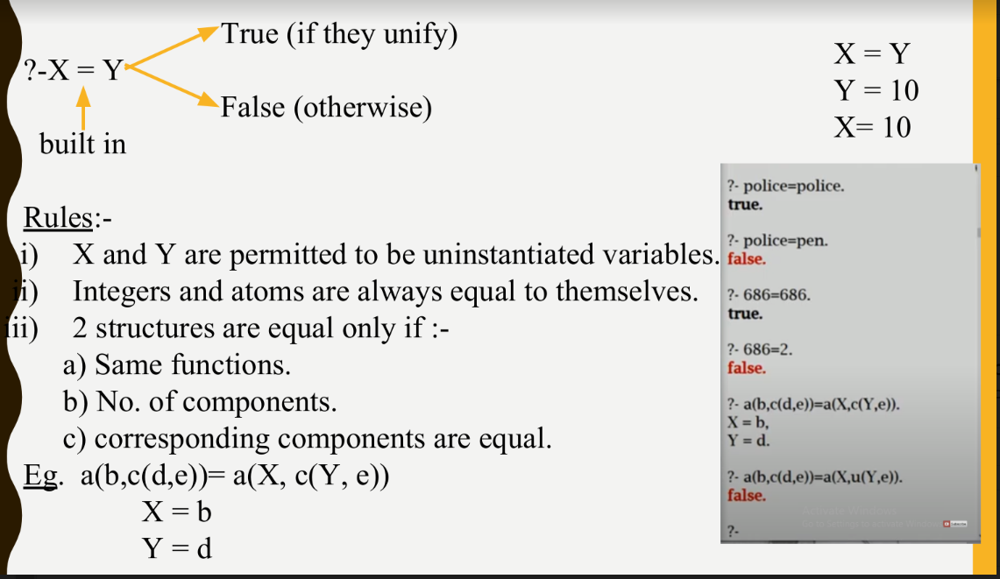 True (if they unify)
?-X = Y
False (otherwise)
built in
X = Y
Y = 10
X= 10
Rules:-
i) X and Y are permitted to be uninstantiated variables.
ii) Integers and atoms are always equal to themselves.
iii) 2 structures are equal only if :-
a) Same functions.
b) No. of components.
c) corresponding components are equal.
Eg. a(b,c(d,e))= a(X, c(Y, e))
X = b
Y = d
?- police=police.
true.
?- police=pen.
false.
?- 686=686.
true.
?- 686=2.
false.
?- a(b,c(d,e))=a(X,c(Y,e)).
X = b,
Y = d.
?- a(b,c(d,e))=a(X,u(Y,e)).
false.
?-